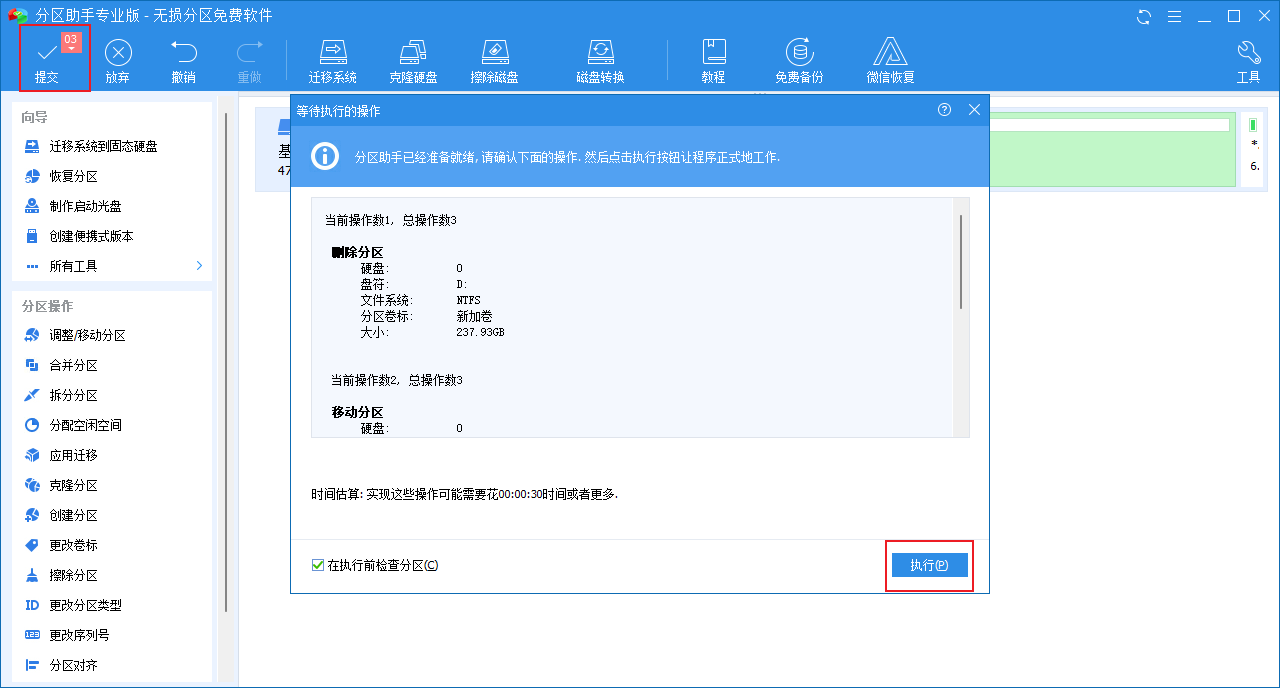 分区助手专业版 - 无损分区免费软件
03
提交
放弃
撤销
重做
迁移系统
克隆硬盘
擦除磁盘
磁盘转换
教程
免费备份
微信恢复
工具
向导
迁移系统到固态硬盘
恢复分区
制作启动光盘
创建便携式版本
所有工具
分区操作
调整/移动分区
合并分区
拆分分区
分配空闲空间
应用迁移
克隆分区
创建分区
更改卷标
擦除分区
ID 更改分区类型
123 更改序列号
分区对齐
基
47
*.
6.
等待执行的操作
分区助手已经准备就绪, 请确认下面的操作. 然后点击执行按钮让程序正式地工作.
当前操作数1, 总操作数3
删除分区
硬盘: 0
盘符: D:
文件系统: NTFS
分区卷标: 新加卷
大小: 237.93GB
当前操作数2, 总操作数3
移动分区
硬盘: 0
时间估算: 实现这些操作可能需要花00:00:30时间或者更多.
在执行前检查分区(C)
执行(P)